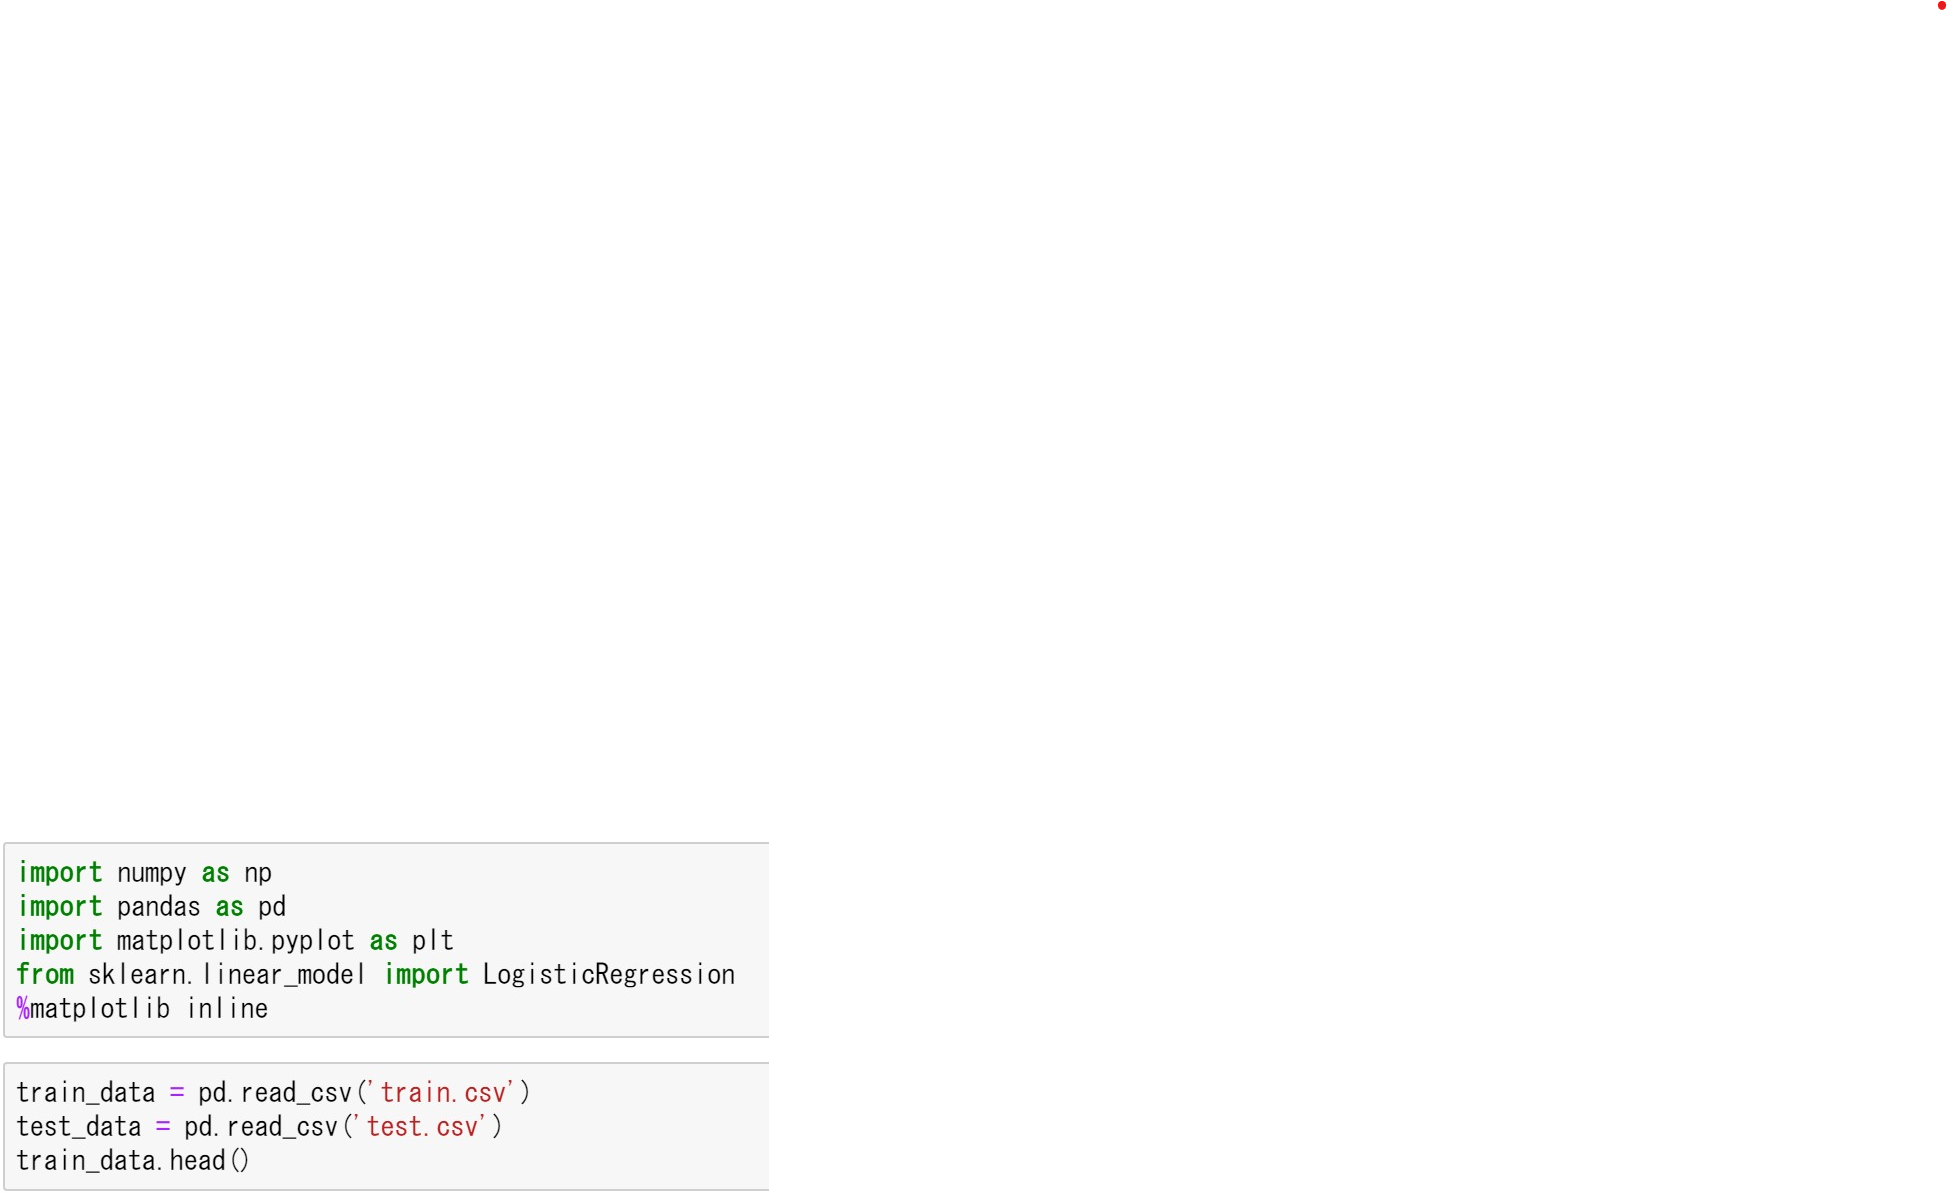 import numpy as np
import pandas as pd
import matplotlib.pyplot as plt
from sklearn.linear_model import LogisticRegression
%matplotlib inline
train_data = pd.read_csv('train.csv')
test_data = pd.read_csv('test.csv')
train_data.head()